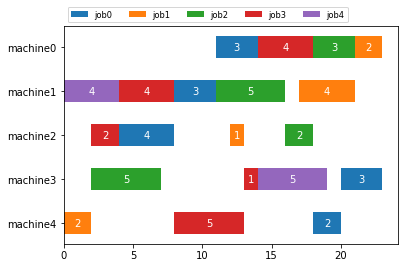 job0 job1 job2 job3 job4
machine0 3 4 3 2
machine1 4 4 3 5 4
machine2 2 4 1 2
machine3 5 1 5 3
machine4 2 5 2
0 5 10 15 20